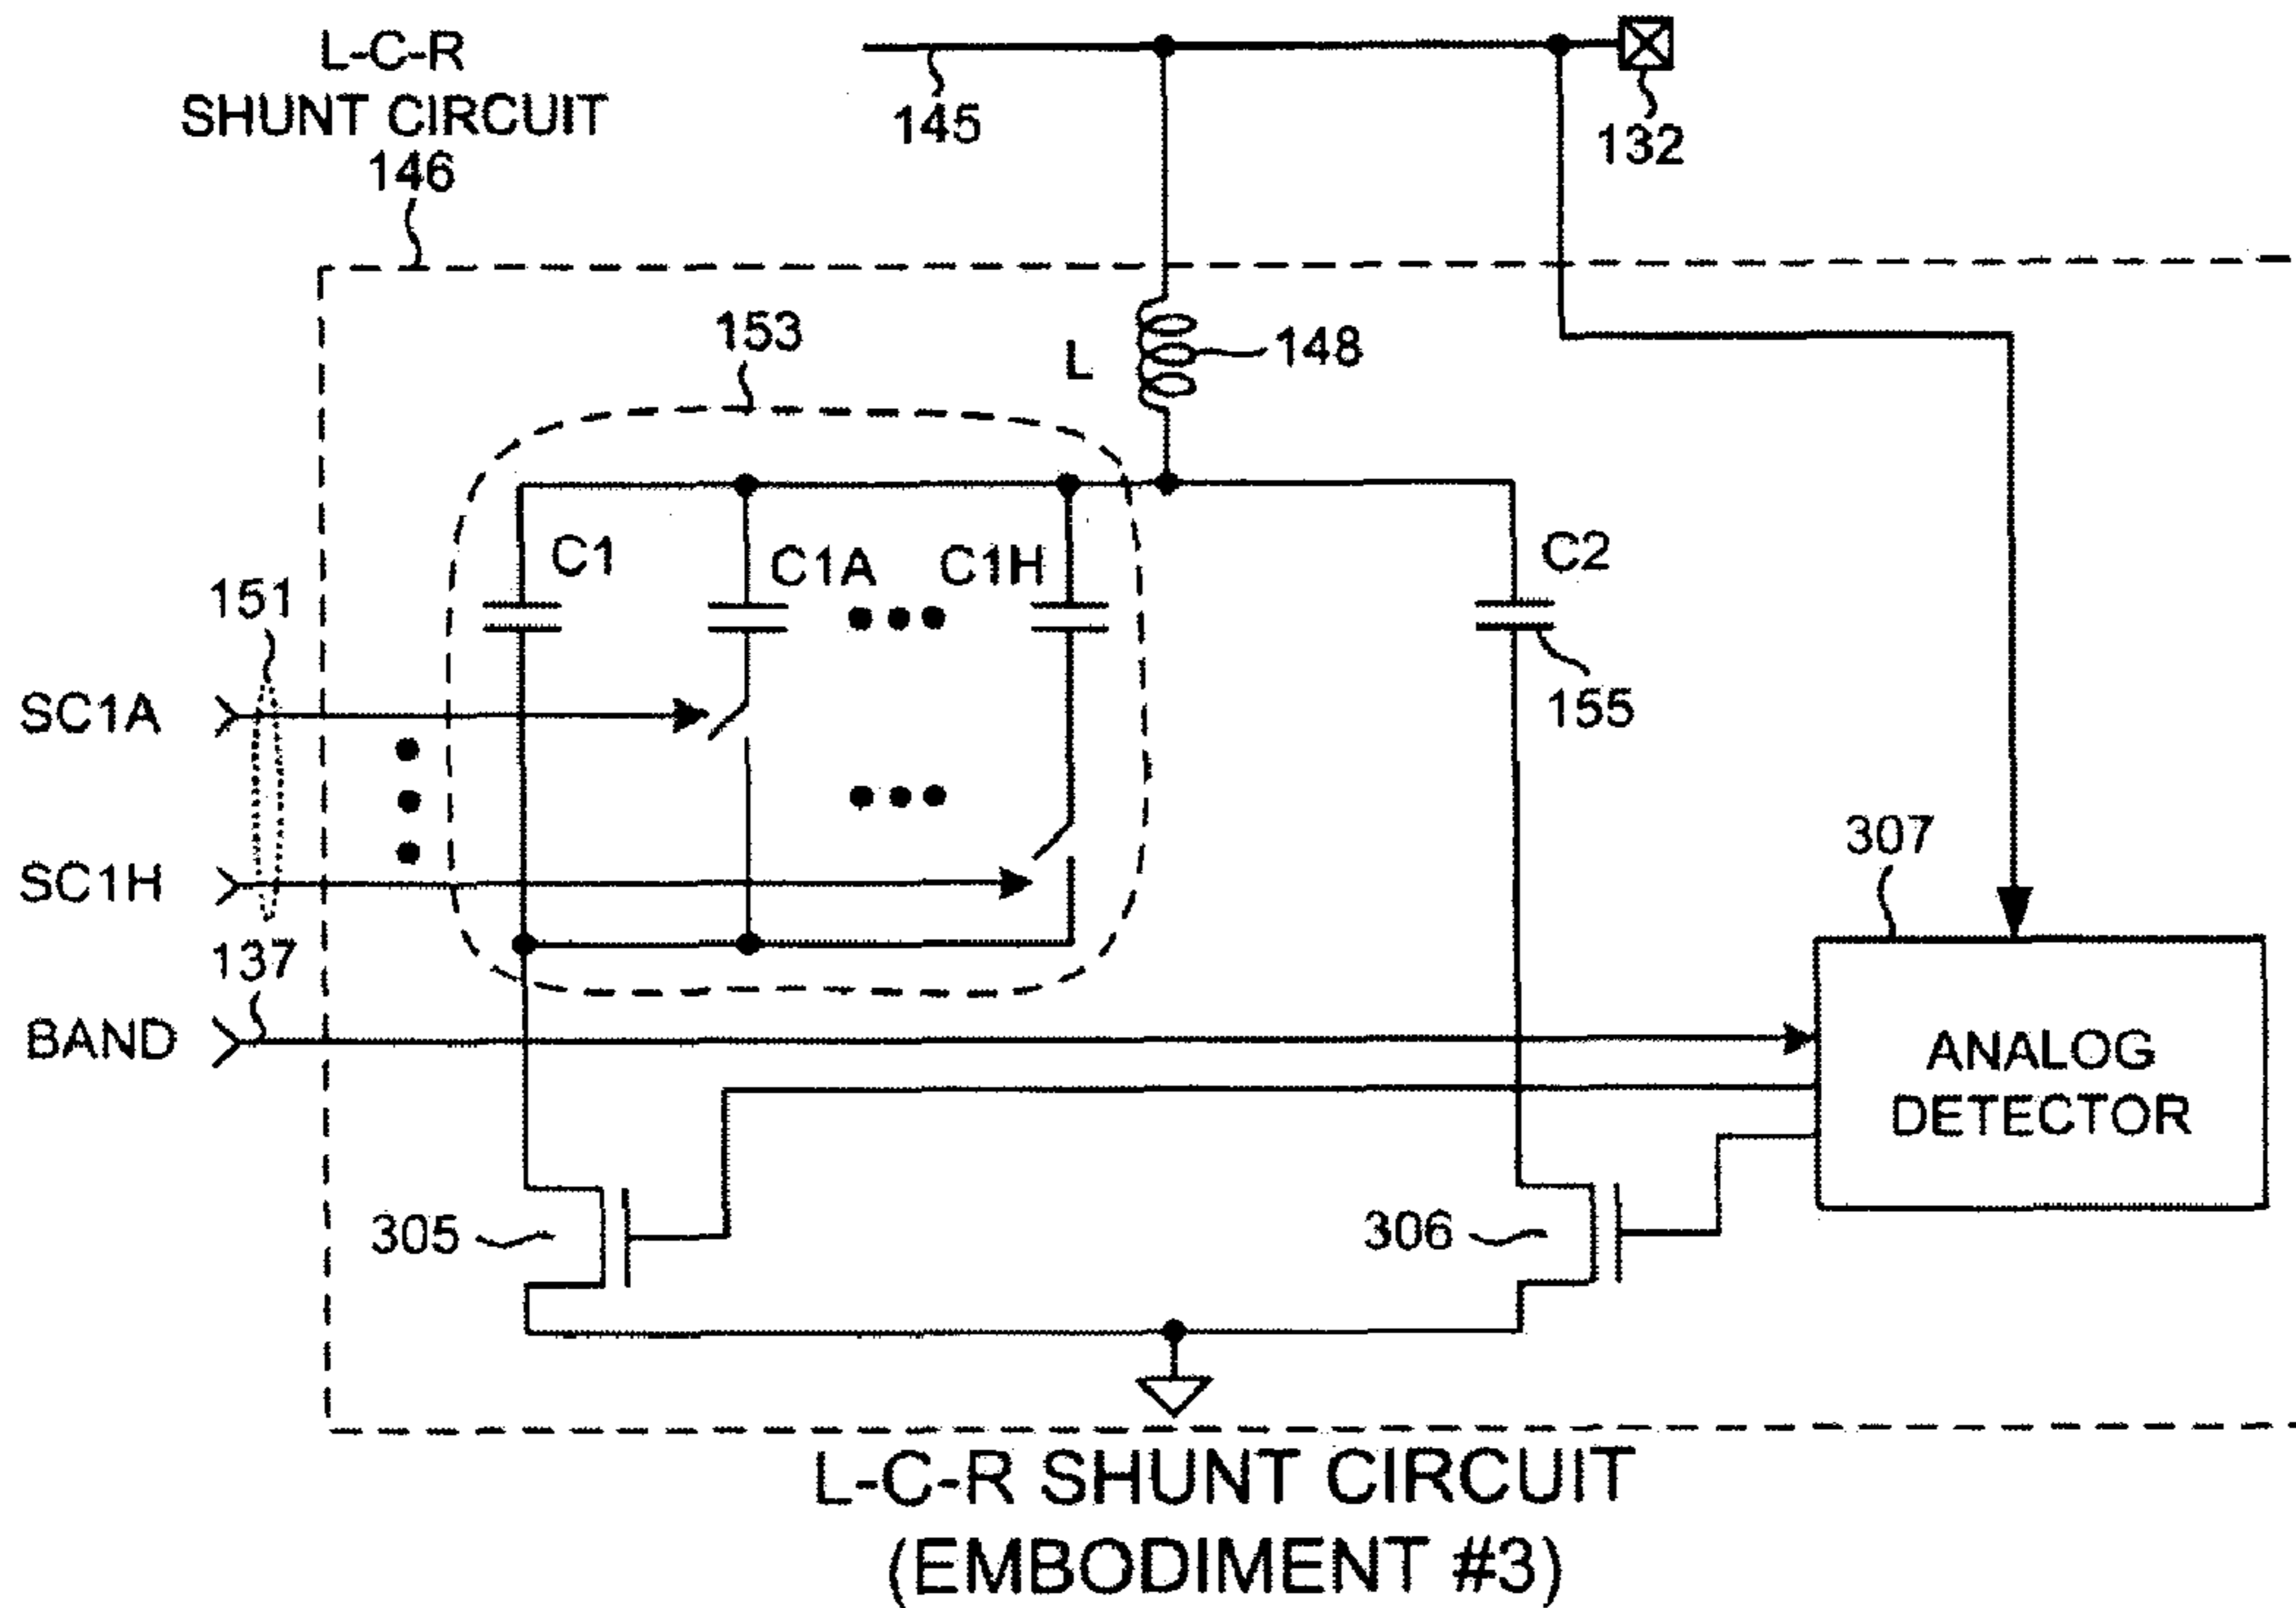 L-C-R
SHUNT CIRCUIT
146
145
132
153
L
148
C1
C1A
C1H
C2
151
155
SC1A
307
SC1H
137
BAND
ANALOG
DETECTOR
305
306
L-C-R SHUNT CIRCUIT
(EMBODIMENT #3)